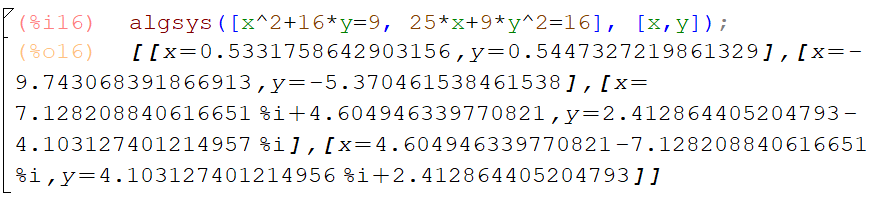 (%i16) algsys([x^2+16*y=9, 25*x+9*y^2=16], [x,y]);
(%o16) [[x=0.5331758642903156,y=0.5447327219861329],[x=-
9.743068391866913,y=-5.370461538461538],[x=
7.128208840616651 %i+4.604946339770821,y=2.412864405204793-
4.103127401214957 %i],[x=4.604946339770821-7.128208840616651
%i,y=4.103127401214956 %i+2.412864405204793]]